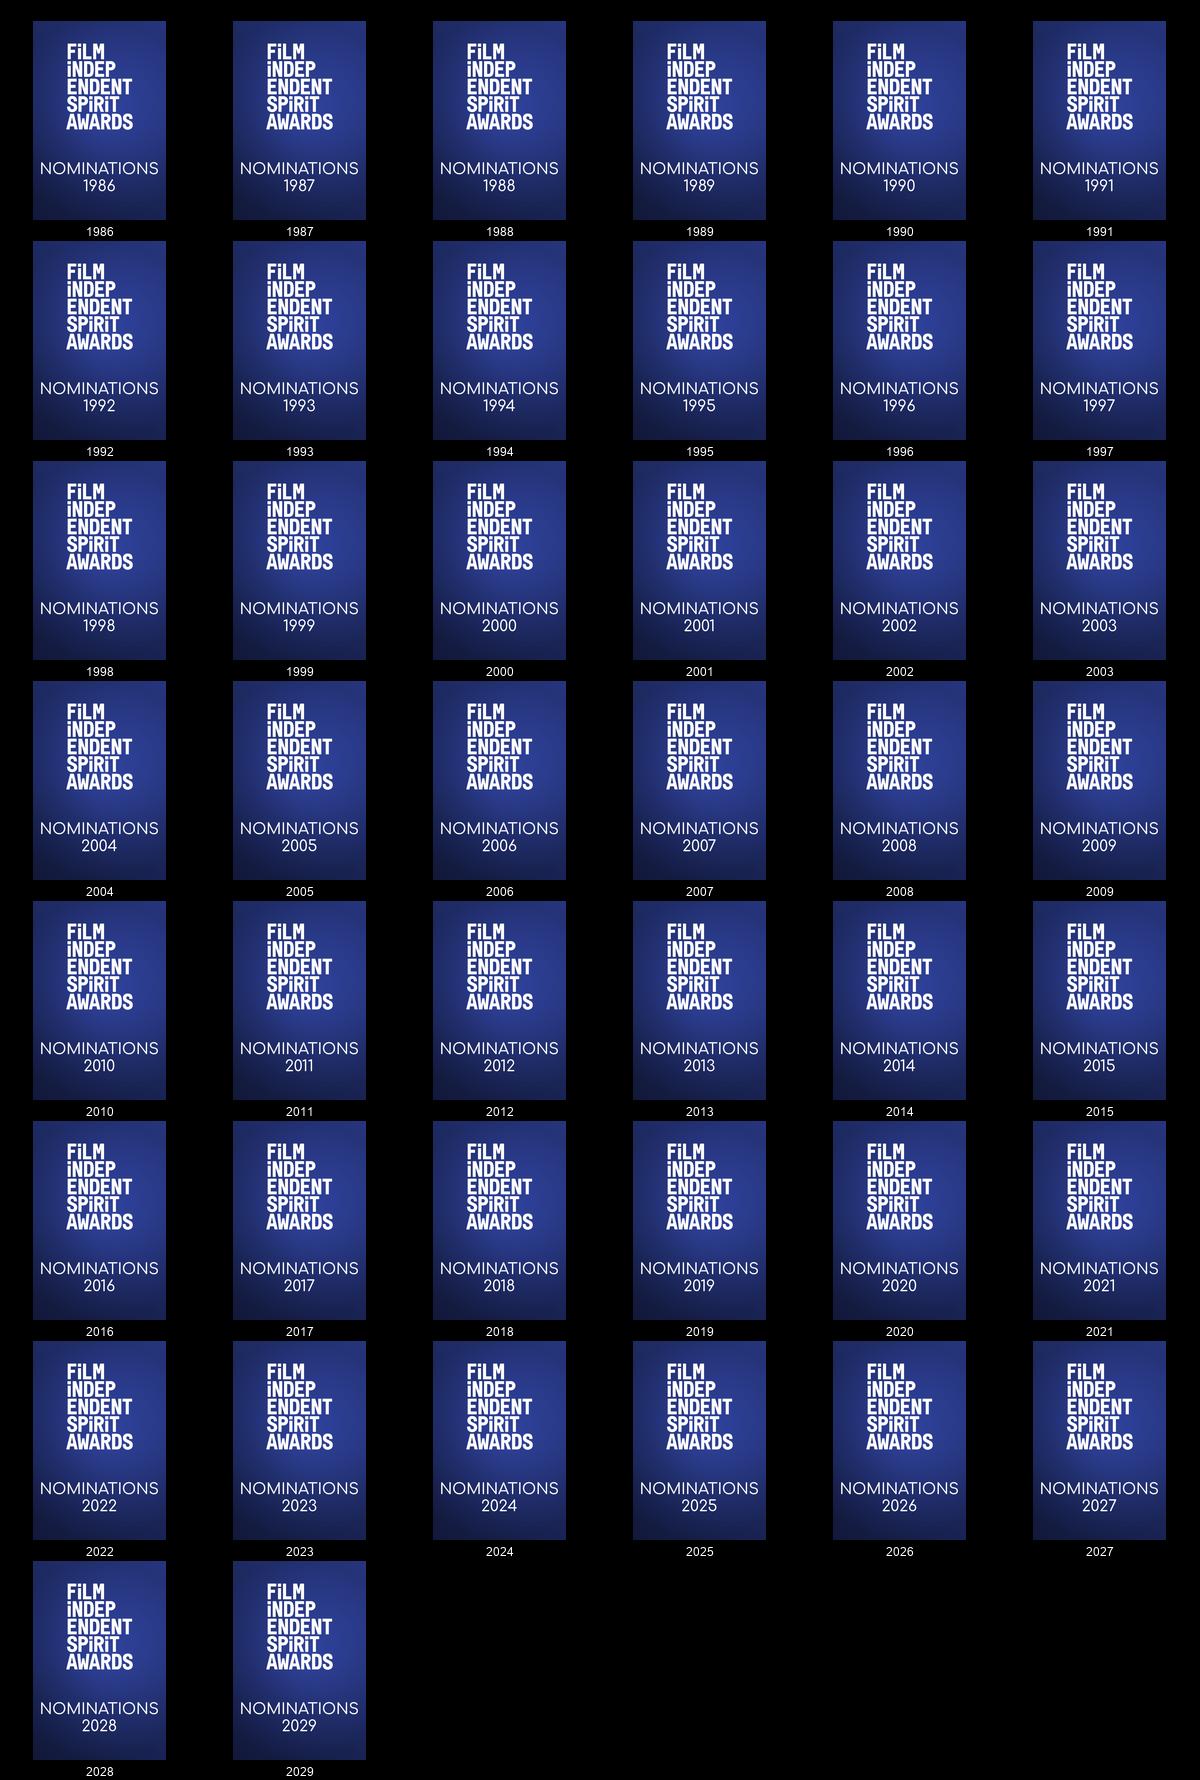 FiLM
iNDEP
ENDENT
SPiRiT
AWARDS
NOMINATIONS
1986
1986
FiLM
iNDEP
ENDENT
SPiRiT
AWARDS
NOMINATIONS
1987
1987
FiLM
iNDEP
ENDENT
SPiRiT
AWARDS
NOMINATIONS
1988
1988
FiLM
iNDEP
ENDENT
SPiRiT
AWARDS
NOMINATIONS
1989
1989
FiLM
iNDEP
ENDENT
SPiRiT
AWARDS
NOMINATIONS
1990
1990
FiLM
iNDEP
ENDENT
SPiRiT
AWARDS
NOMINATIONS
1991
1991
FiLM
iNDEP
ENDENT
SPiRiT
AWARDS
NOMINATIONS
1992
1992
FiLM
iNDEP
ENDENT
SPiRiT
AWARDS
NOMINATIONS
1993
1993
FiLM
iNDEP
ENDENT
SPiRiT
AWARDS
NOMINATIONS
1994
1994
FiLM
iNDEP
ENDENT
SPiRiT
AWARDS
NOMINATIONS
1995
1995
FiLM
iNDEP
ENDENT
SPiRiT
AWARDS
NOMINATIONS
1996
1996
FiLM
iNDEP
ENDENT
SPiRiT
AWARDS
NOMINATIONS
1997
1997
FiLM
iNDEP
ENDENT
SPiRiT
AWARDS
NOMINATIONS
1998
1998
FiLM
iNDEP
ENDENT
SPiRiT
AWARDS
NOMINATIONS
1999
1999
FiLM
iNDEP
ENDENT
SPiRiT
AWARDS
NOMINATIONS
2000
2000
FiLM
iNDEP
ENDENT
SPiRiT
AWARDS
NOMINATIONS
2001
2001
FiLM
iNDEP
ENDENT
SPiRiT
AWARDS
NOMINATIONS
2002
2002
FiLM
iNDEP
ENDENT
SPiRiT
AWARDS
NOMINATIONS
2003
2003
FiLM
iNDEP
ENDENT
SPiRiT
AWARDS
NOMINATIONS
2004
2004
FiLM
iNDEP
ENDENT
SPiRiT
AWARDS
NOMINATIONS
2005
2005
FiLM
iNDEP
ENDENT
SPiRiT
AWARDS
NOMINATIONS
2006
2006
FiLM
iNDEP
ENDENT
SPiRiT
AWARDS
NOMINATIONS
2007
2007
FiLM
iNDEP
ENDENT
SPiRiT
AWARDS
NOMINATIONS
2008
2008
FiLM
iNDEP
ENDENT
SPiRiT
AWARDS
NOMINATIONS
2009
2009
FiLM
iNDEP
ENDENT
SPiRiT
AWARDS
NOMINATIONS
2010
2010
FiLM
iNDEP
ENDENT
SPiRiT
AWARDS
NOMINATIONS
2011
2011
FiLM
iNDEP
ENDENT
SPiRiT
AWARDS
NOMINATIONS
2012
2012
FiLM
iNDEP
ENDENT
SPiRiT
AWARDS
NOMINATIONS
2013
2013
FiLM
iNDEP
ENDENT
SPiRiT
AWARDS
NOMINATIONS
2014
2014
FiLM
iNDEP
ENDENT
SPiRiT
AWARDS
NOMINATIONS
2015
2015
FiLM
iNDEP
ENDENT
SPiRiT
AWARDS
NOMINATIONS
2016
2016
FiLM
iNDEP
ENDENT
SPiRiT
AWARDS
NOMINATIONS
2017
2017
FiLM
iNDEP
ENDENT
SPiRiT
AWARDS
NOMINATIONS
2018
2018
FiLM
iNDEP
ENDENT
SPiRiT
AWARDS
NOMINATIONS
2019
2019
FiLM
iNDEP
ENDENT
SPiRiT
AWARDS
NOMINATIONS
2020
2020
FiLM
iNDEP
ENDENT
SPiRiT
AWARDS
NOMINATIONS
2021
2021
FiLM
iNDEP
ENDENT
SPiRiT
AWARDS
NOMINATIONS
2022
2022
FiLM
iNDEP
ENDENT
SPiRiT
AWARDS
NOMINATIONS
2023
2023
FiLM
iNDEP
ENDENT
SPiRiT
AWARDS
NOMINATIONS
2024
2024
FiLM
iNDEP
ENDENT
SPiRiT
AWARDS
NOMINATIONS
2025
2025
FiLM
iNDEP
ENDENT
SPiRiT
AWARDS
NOMINATIONS
2026
2026
FiLM
iNDEP
ENDENT
SPiRiT
AWARDS
NOMINATIONS
2027
2027
FiLM
iNDEP
ENDENT
SPiRiT
AWARDS
NOMINATIONS
2028
2028
FiLM
iNDEP
ENDENT
SPiRiT
AWARDS
NOMINATIONS
2029
2029